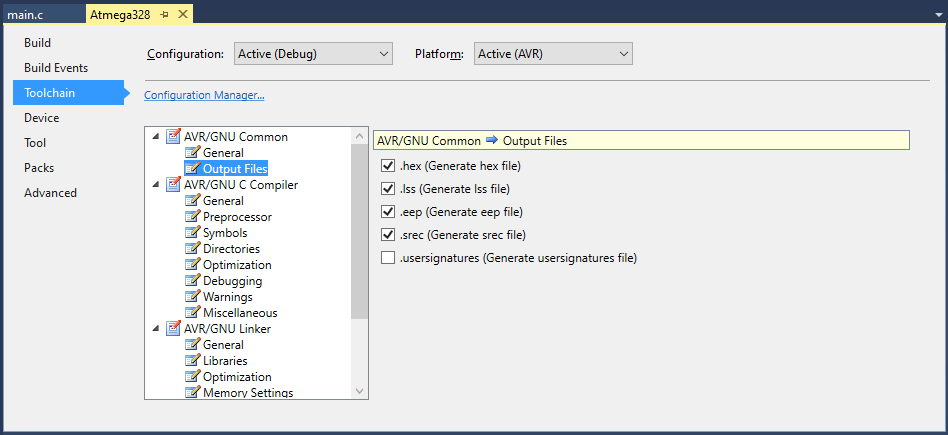 main.c
Atmega328
Build
Build Events
Toolchain
Device
Tool
Packs
Advanced
Configuration: Active (Debug) Platform: Active (AVR)
Configuration Manager...
AVR/GNU Common
General
Output Files
AVR/GNU C Compiler
General
Preprocessor
Symbols
Directories
Optimization
Debugging
Warnings
Miscellaneous
AVR/GNU Linker
General
Libraries
Optimization
Memory Settings
AVR/GNU Common Output Files
.hex (Generate hex file)
.lss (Generate lss file)
.eep (Generate eep file)
.srec (Generate srec file)
.usersignatures (Generate usersignatures file)